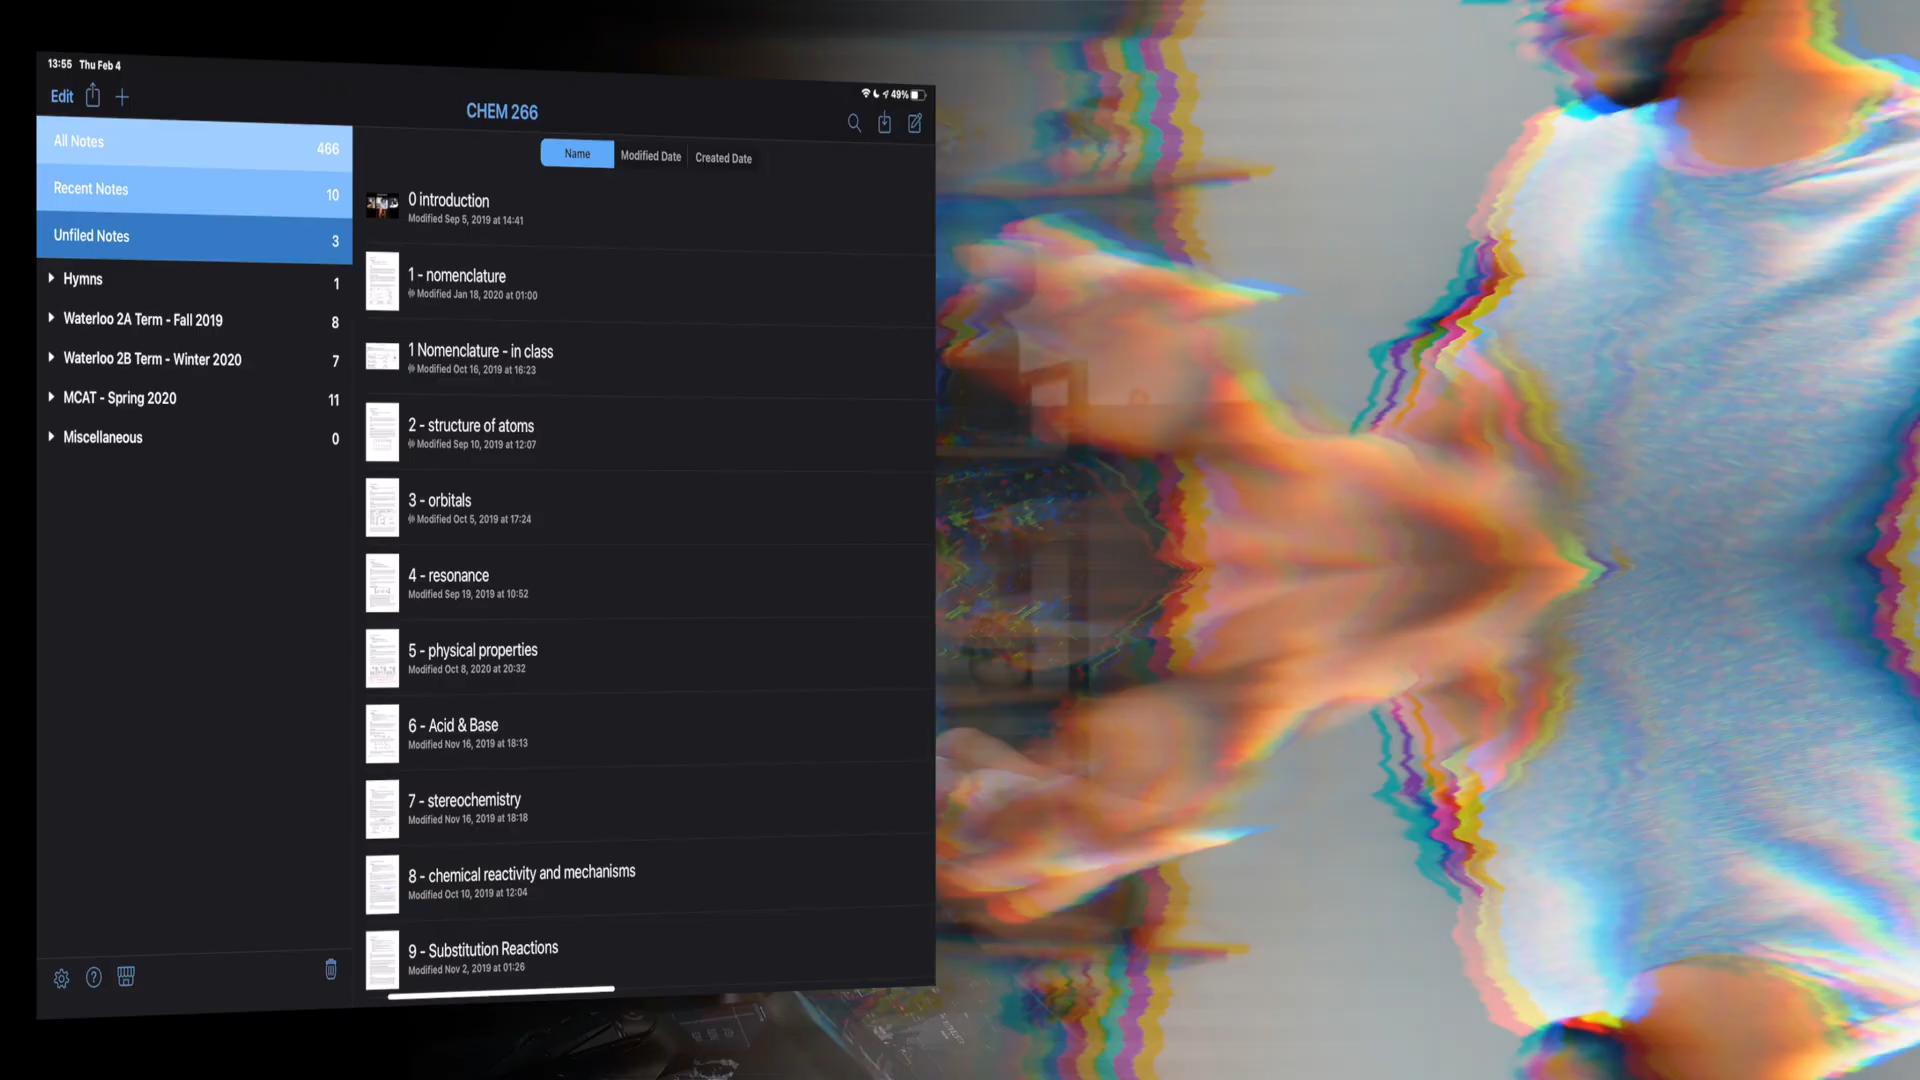 13:55 Thu Feb 4
49%
Edit
CHEM 266
All Notes 466
Recent Notes 10
Unfiled Notes 3
Hymns 1
Waterloo 2A Term - Fall 2019 8
Waterloo 2B Term - Winter 2020 7
MCAT - Spring 2020 11
Miscellaneous 0
Name Modified Date Created Date
0 introduction
Modified Sep 5, 2019 at 14:41
1 - nomenclature
Modified Jan 18, 2020 at 01:00
1 Nomenclature - in class
Modified Oct 16, 2019 at 16:23
2 - structure of atoms
Modified Sep 10, 2019 at 12:07
3 - orbitals
Modified Oct 5, 2019 at 17:24
4 - resonance
Modified Sep 19, 2019 at 10:52
5 - physical properties
Modified Oct 8, 2020 at 20:32
6 - Acid & Base
Modified Nov 16, 2019 at 18:13
7 - stereochemistry
Modified Nov 16, 2019 at 18:18
8 - chemical reactivity and mechanisms
Modified Oct 10, 2019 at 12:04
9 - Substitution Reactions
Modified Nov 2, 2019 at 01:26